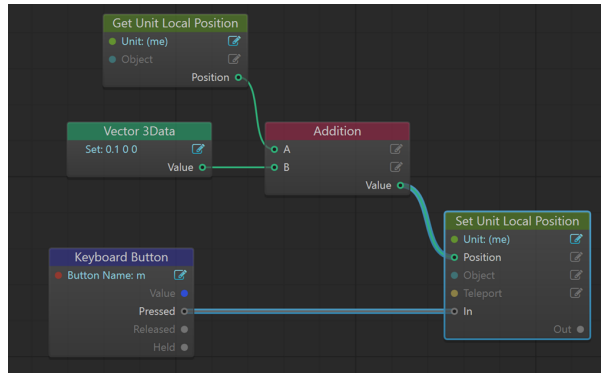 Get Unit Local Position
Unit: (me)
Object
Position
Vector 3Data
Set: 0.1 0 0
Value
Addition
A
B
Value
Set Unit Local Position
Unit: (me)
Position
Object
Teleport
In
Out
Keyboard Button
Button Name: m
Value
Pressed
Released
Held